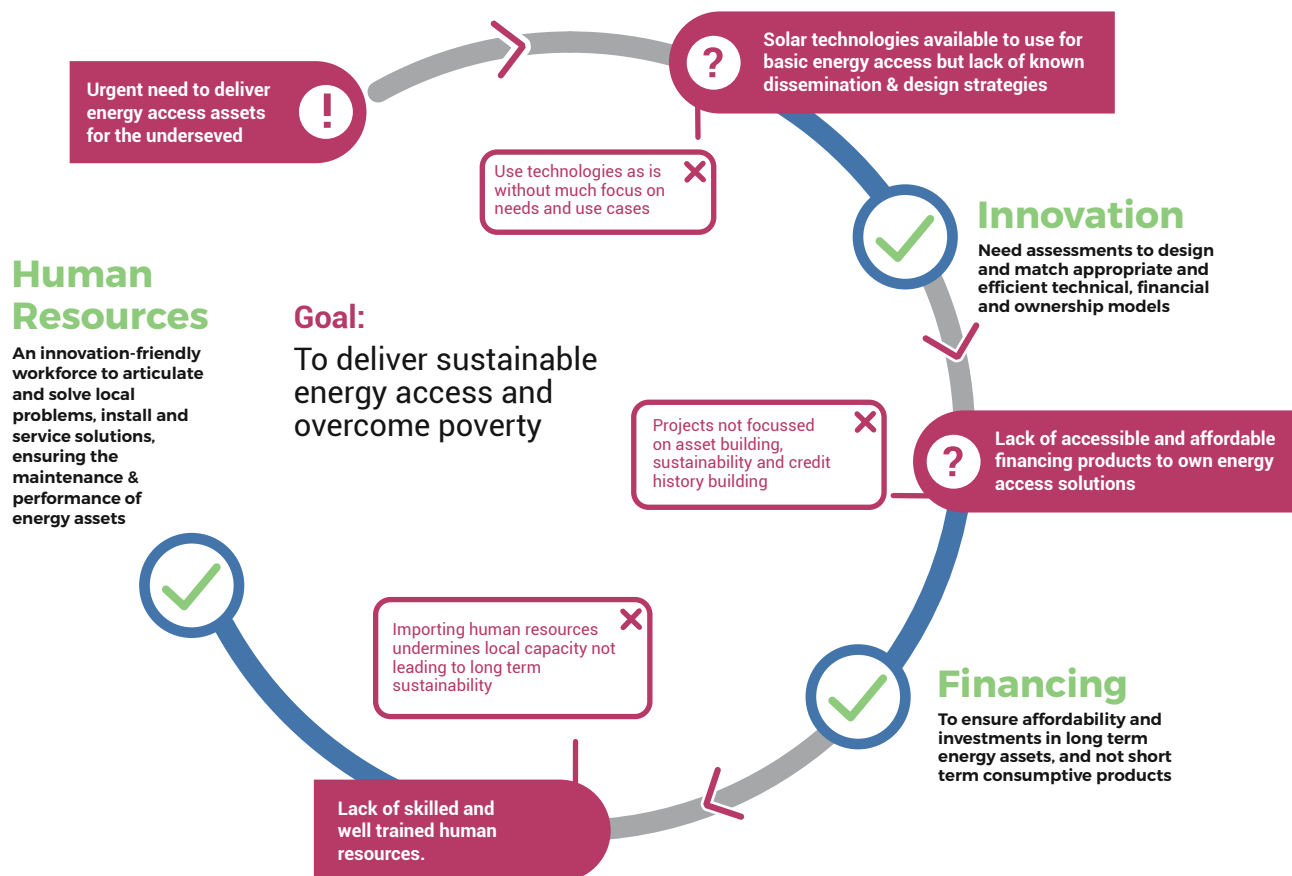 Urgent need to deliver
energy access assets
for the underseved
!
?
Solar technologies available to use for
basic energy access but lack of known
dissemination & design strategies
Use technologies as is
without much focus on
needs and use cases
Innovation
Need assessments to design
and match appropriate and
efficient technical, financial
and ownership models
Human
Resources
An innovation-friendly
workforce to articulate
and solve local
problems, install and
service solutions,
ensuring the
maintenance &
performance of
energy assets
Goal:
To deliver sustainable
energy access and
overcome poverty
Projects not focussed
on asset building,
sustainability and credit
history building
?
Lack of accessible and affordable
financing products to own energy
access solutions
Importing human resources
undermines local capacity not
leading to long term
sustainability
Financing
To ensure affordability and
investments in long term
energy assets, and not short
term consumptive products
Lack of skilled and
well trained human
resources.